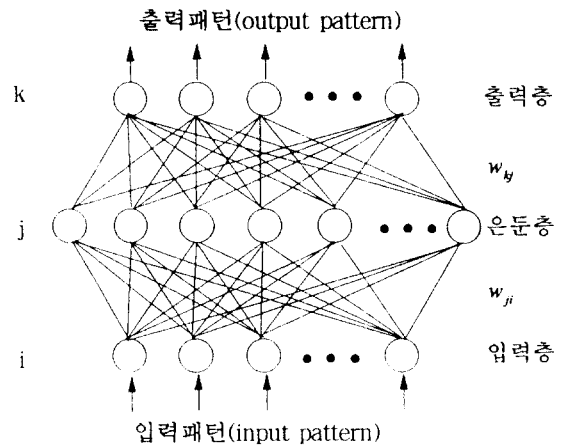 출력패턴(output pattern)
k 출력층
w_kj
j 은둔층
w_ji
i 입력층
입력패턴(input pattern)